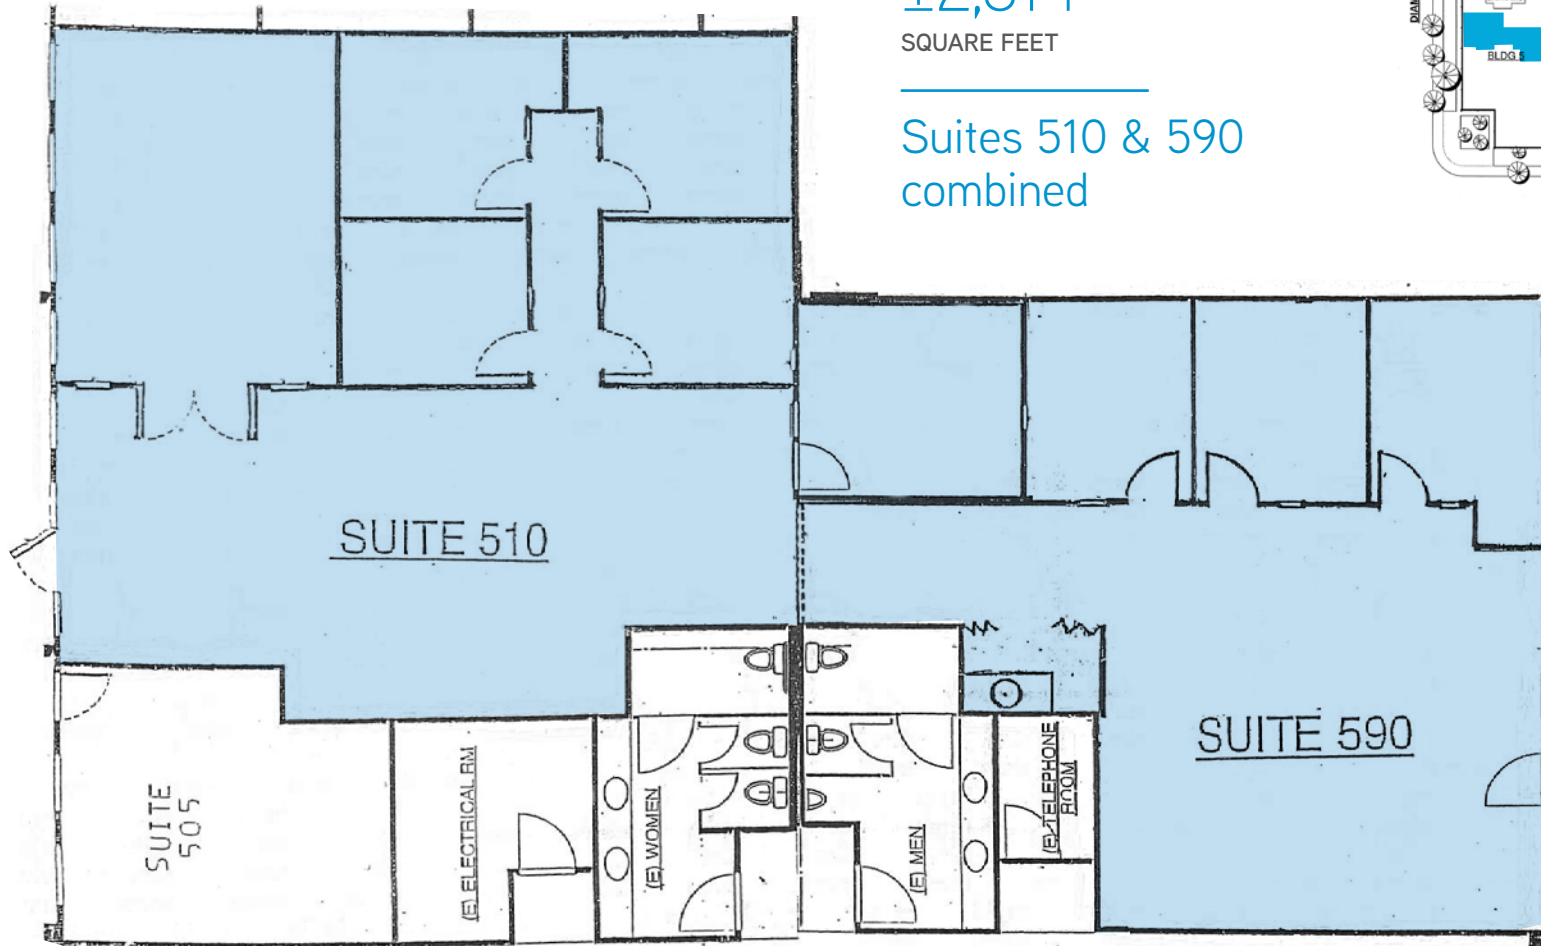 SQUARE FEET
Suites 510 & 590
combined
BLDG 5
SUITE 510
SUITE 590
SUITE
505
(E) ELECTRICAL RM
(E) WOMEN
(E) MEN
(E) TELEPHONE
ROOM